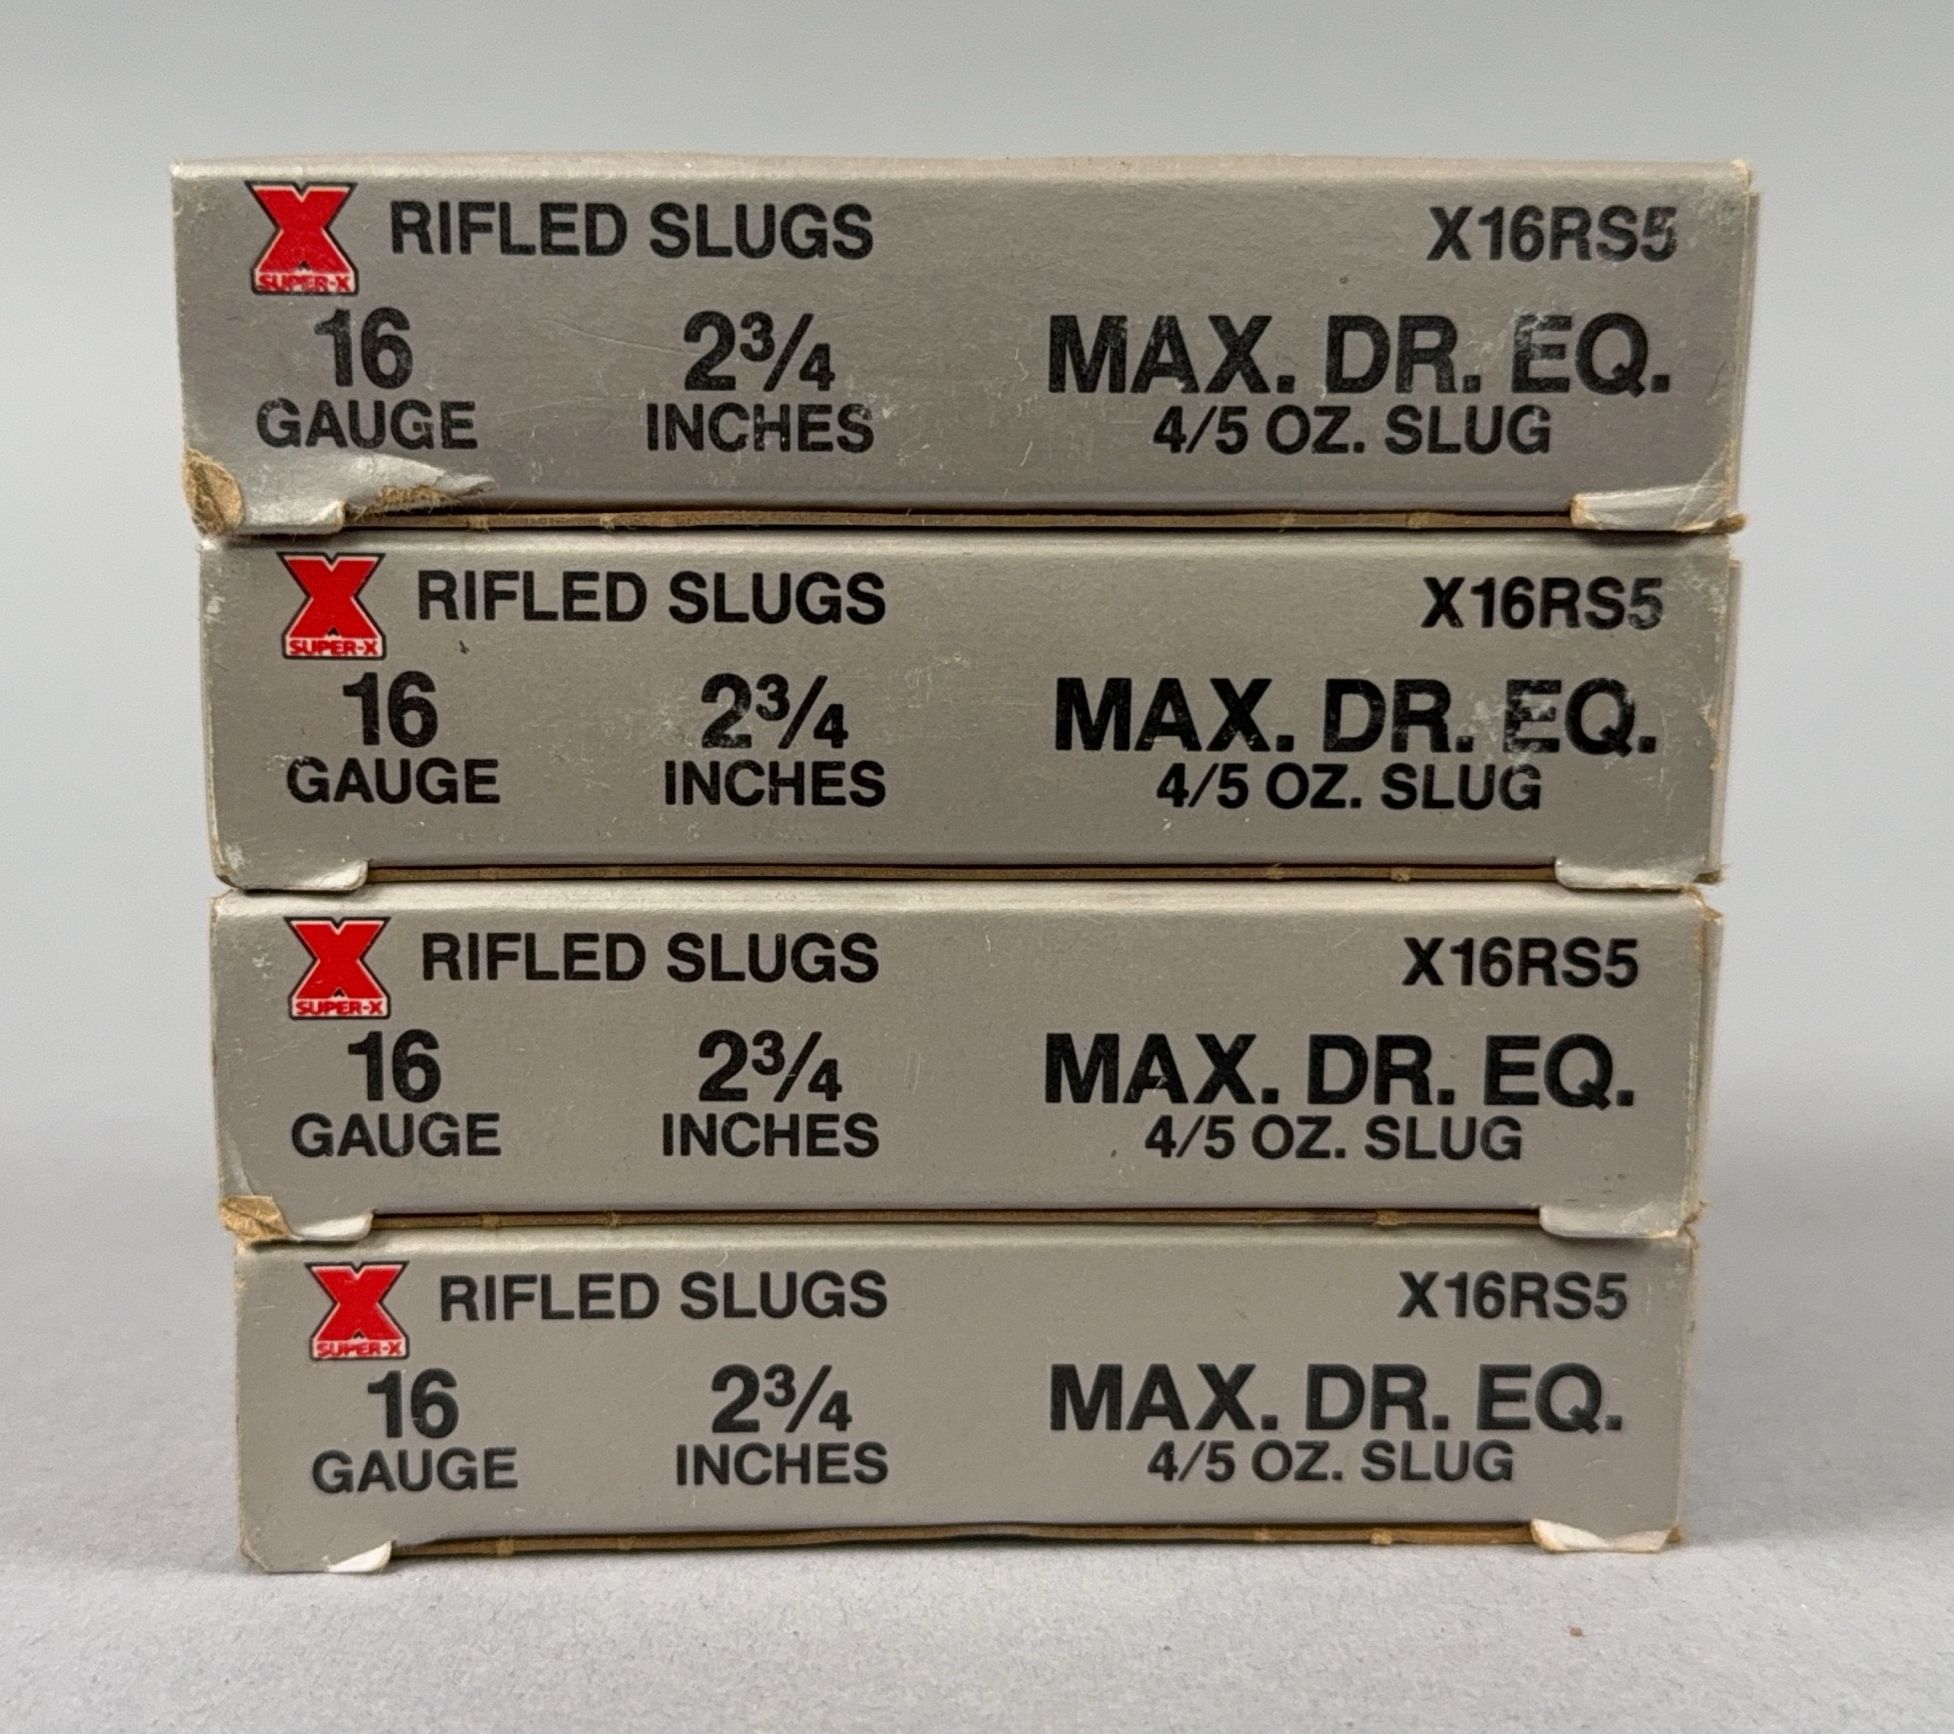 X RIFLED SLUGS X16RS5
SUPER-X
16 2¾ MAX. DR. EQ.
GAUGE INCHES 4/5 OZ. SLUG
X RIFLED SLUGS X16RS5
SUPER-X
16 2¾ MAX. DR. EQ.
GAUGE INCHES 4/5 OZ. SLUG
X RIFLED SLUGS X16RS5
SUPER-X
16 2¾ MAX. DR. EQ.
GAUGE INCHES 4/5 OZ. SLUG
X RIFLED SLUGS X16RS5
SUPER-X
16 2¾ MAX. DR. EQ.
GAUGE INCHES 4/5 OZ. SLUG